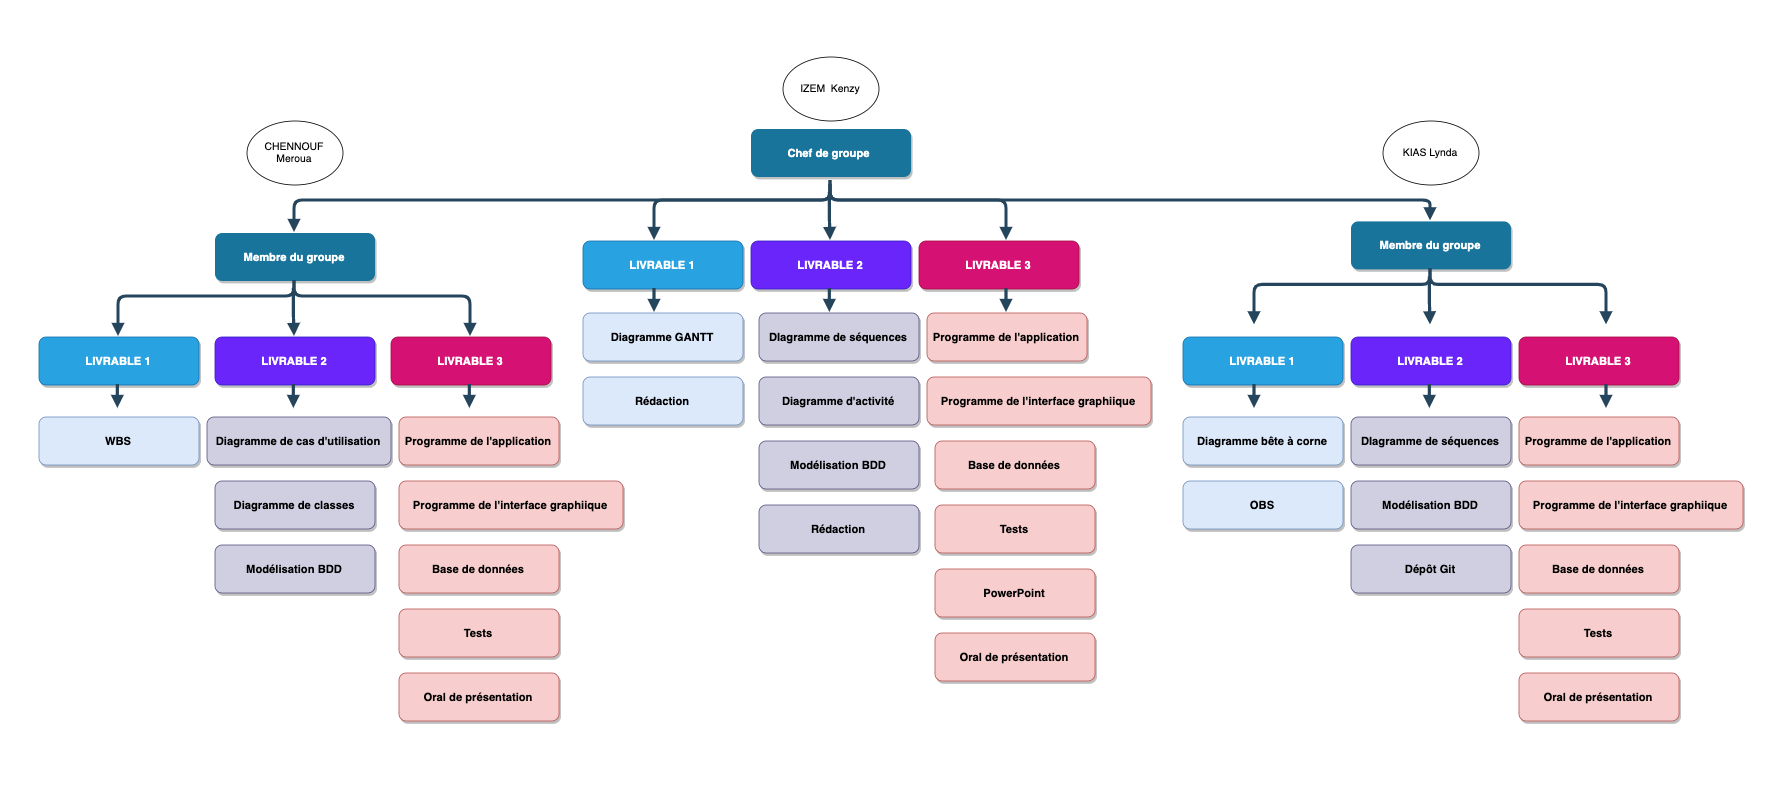 IZEM  Kenzy
Chef de groupe
CHENNOUF
Meroua
Membre du groupe
LIVRABLE 1
WBS
LIVRABLE 2
Diagramme de cas d'utilisation
Diagramme de classes
Modélisation BDD
LIVRABLE 3
Programme de l'application
Programme de l'interface graphiique
Base de données
Tests
Oral de présentation
LIVRABLE 1
Diagramme GANTT
Rédaction
LIVRABLE 2
DIagramme de séquences
Diagramme d'activité
Modélisation BDD
Rédaction
LIVRABLE 3
Programme de l'application
Programme de l'interface graphiique
Base de données
Tests
PowerPoint
Oral de présentation
KIAS Lynda
Membre du groupe
LIVRABLE 1
Diagramme bête à corne
OBS
LIVRABLE 2
DIagramme de séquences
Modélisation BDD
Dépôt Git
LIVRABLE 3
Programme de l'application
Programme de l'interface graphiique
Base de données
Tests
Oral de présentation